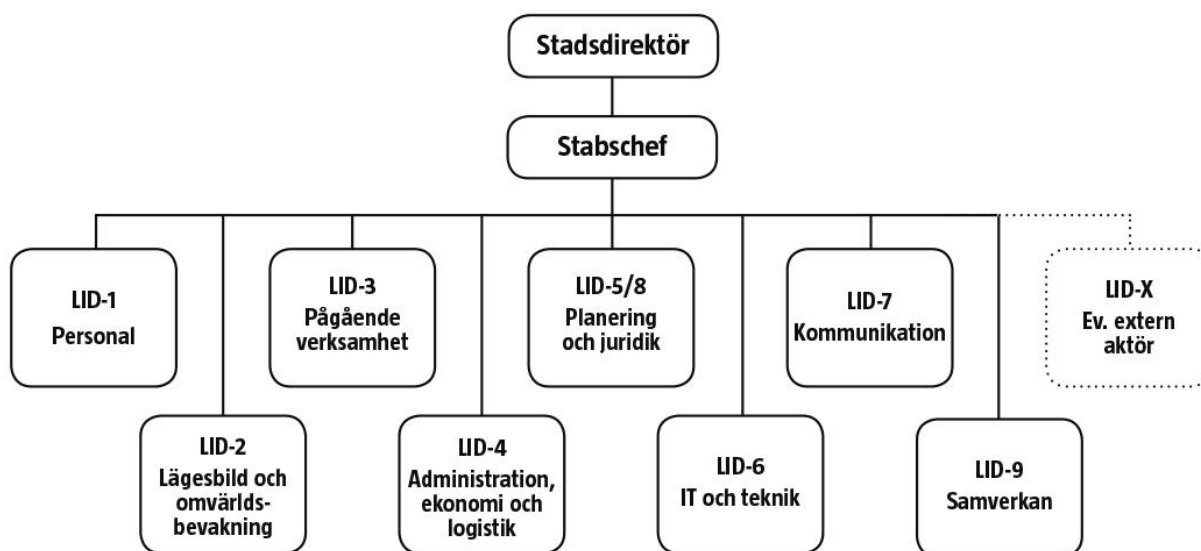 Stadsdirektör
Stabschef
LID-1
Personal
LID-3
Pågående
verksamhet
LID-5/8
Planering
och juridik
LID-7
Kommunikation
LID-X
Ev. extern
aktör
LID-2
Lägesbild och
omvärlds-
bevakning
LID-4
Administration,
ekonomi och
logistik
LID-6
IT och teknik
LID-9
Samverkan